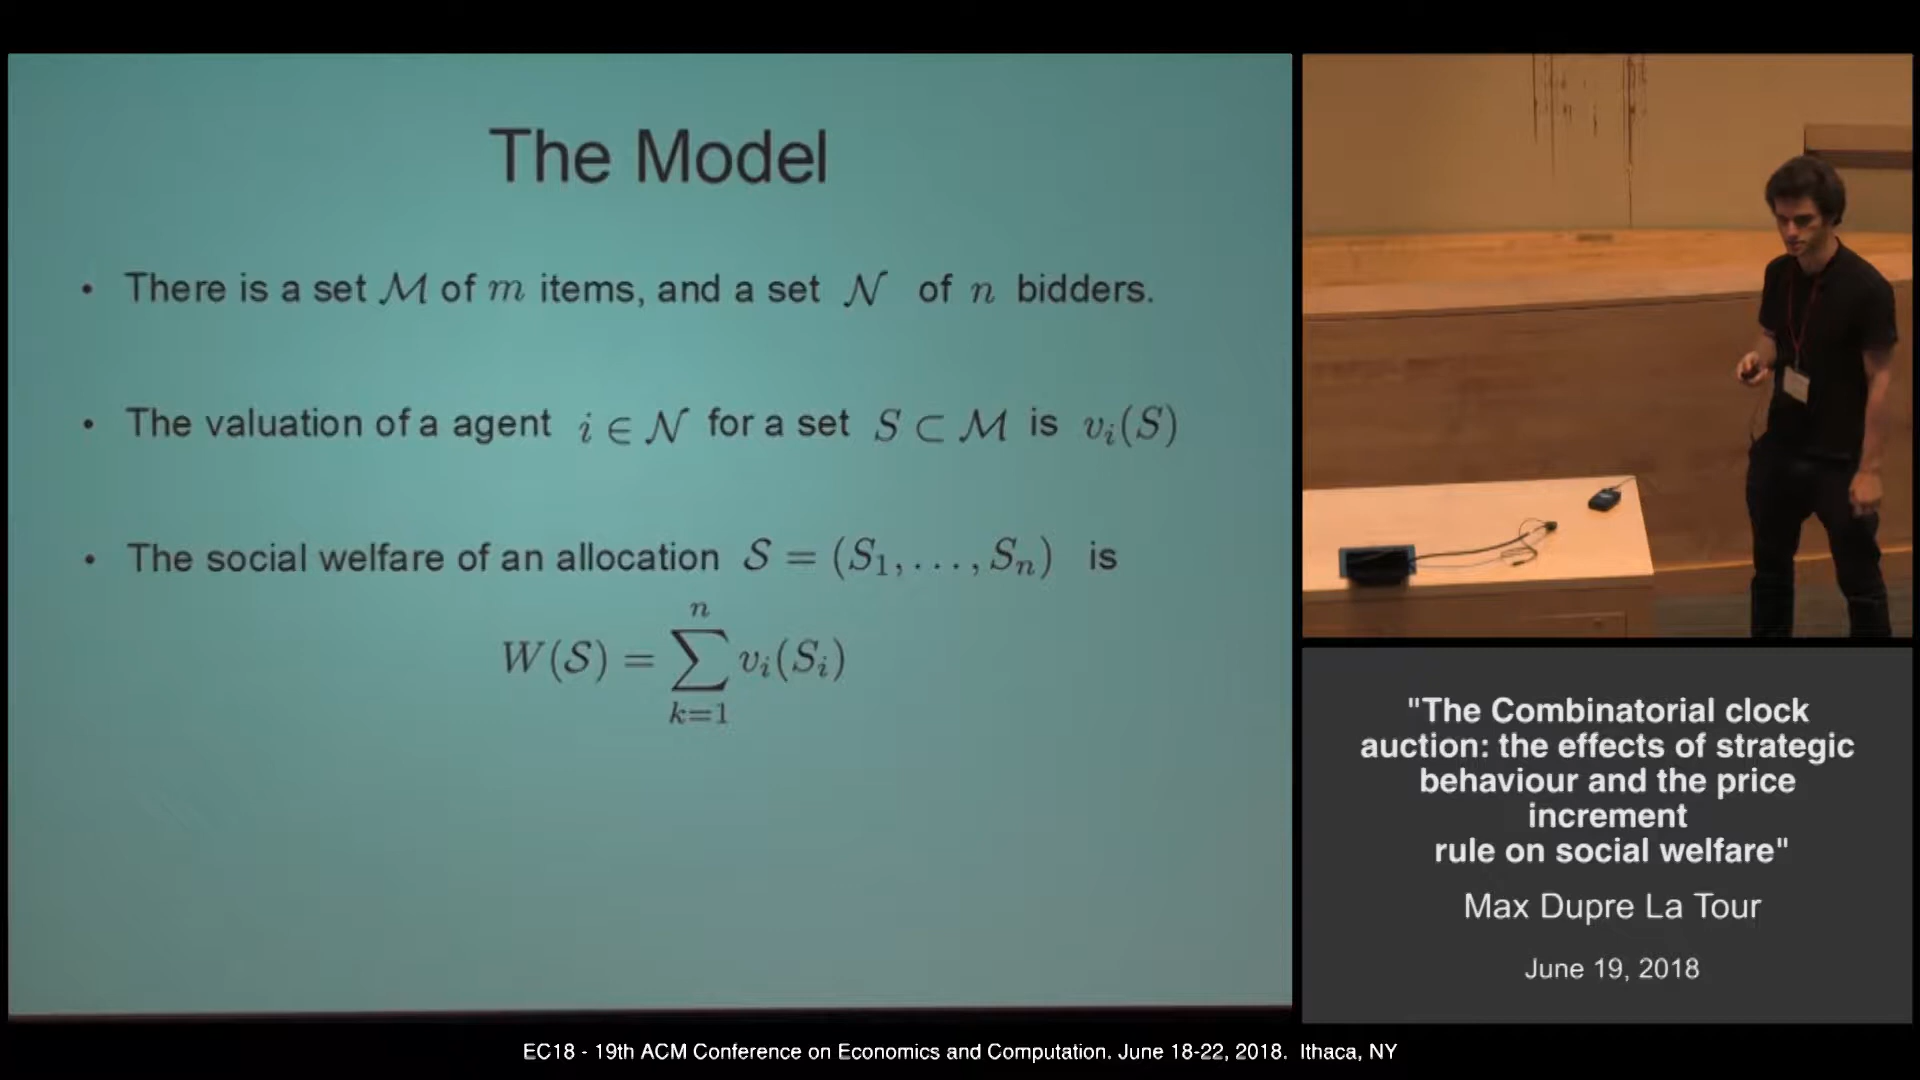 The Model
• There is a set ℳ of m items, and a set 𝒩 of n bidders.
• The valuation of a agent i ∈ 𝒩 for a set S ⊂ ℳ is v_i(S)
• The social welfare of an allocation 𝒮 = (S_1, . . . , S_n) is
W(𝒮) = \sum_{k=1}^{n} v_i(S_i)
"The Combinatorial clock
auction: the effects of strategic
behaviour and the price
increment
rule on social welfare"
Max Dupre La Tour
June 19, 2018
EC18 - 19th ACM Conference on Economics and Computation. June 18-22, 2018. Ithaca, NY